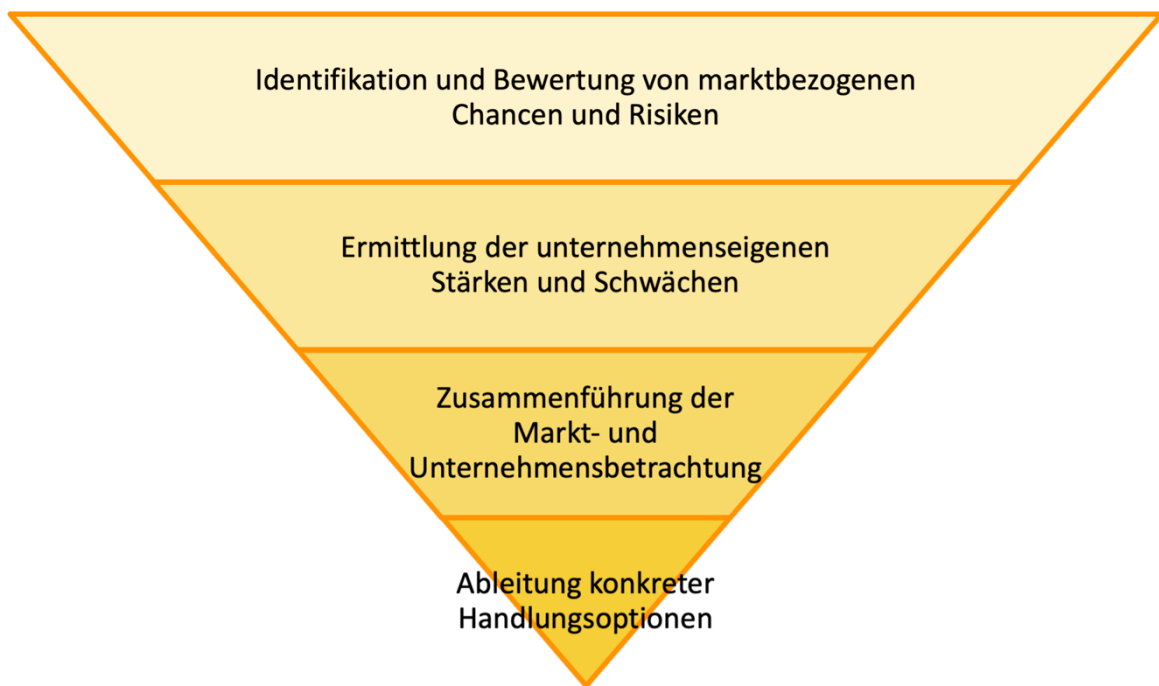 Identifikation und Bewertung von marktbezogenen
Chancen und Risiken
Ermittlung der unternehmenseigenen
Stärken und Schwächen
Zusammenführung der
Markt- und
Unternehmensbetrachtung
Ableitung konkreter
Handlungsoptionen